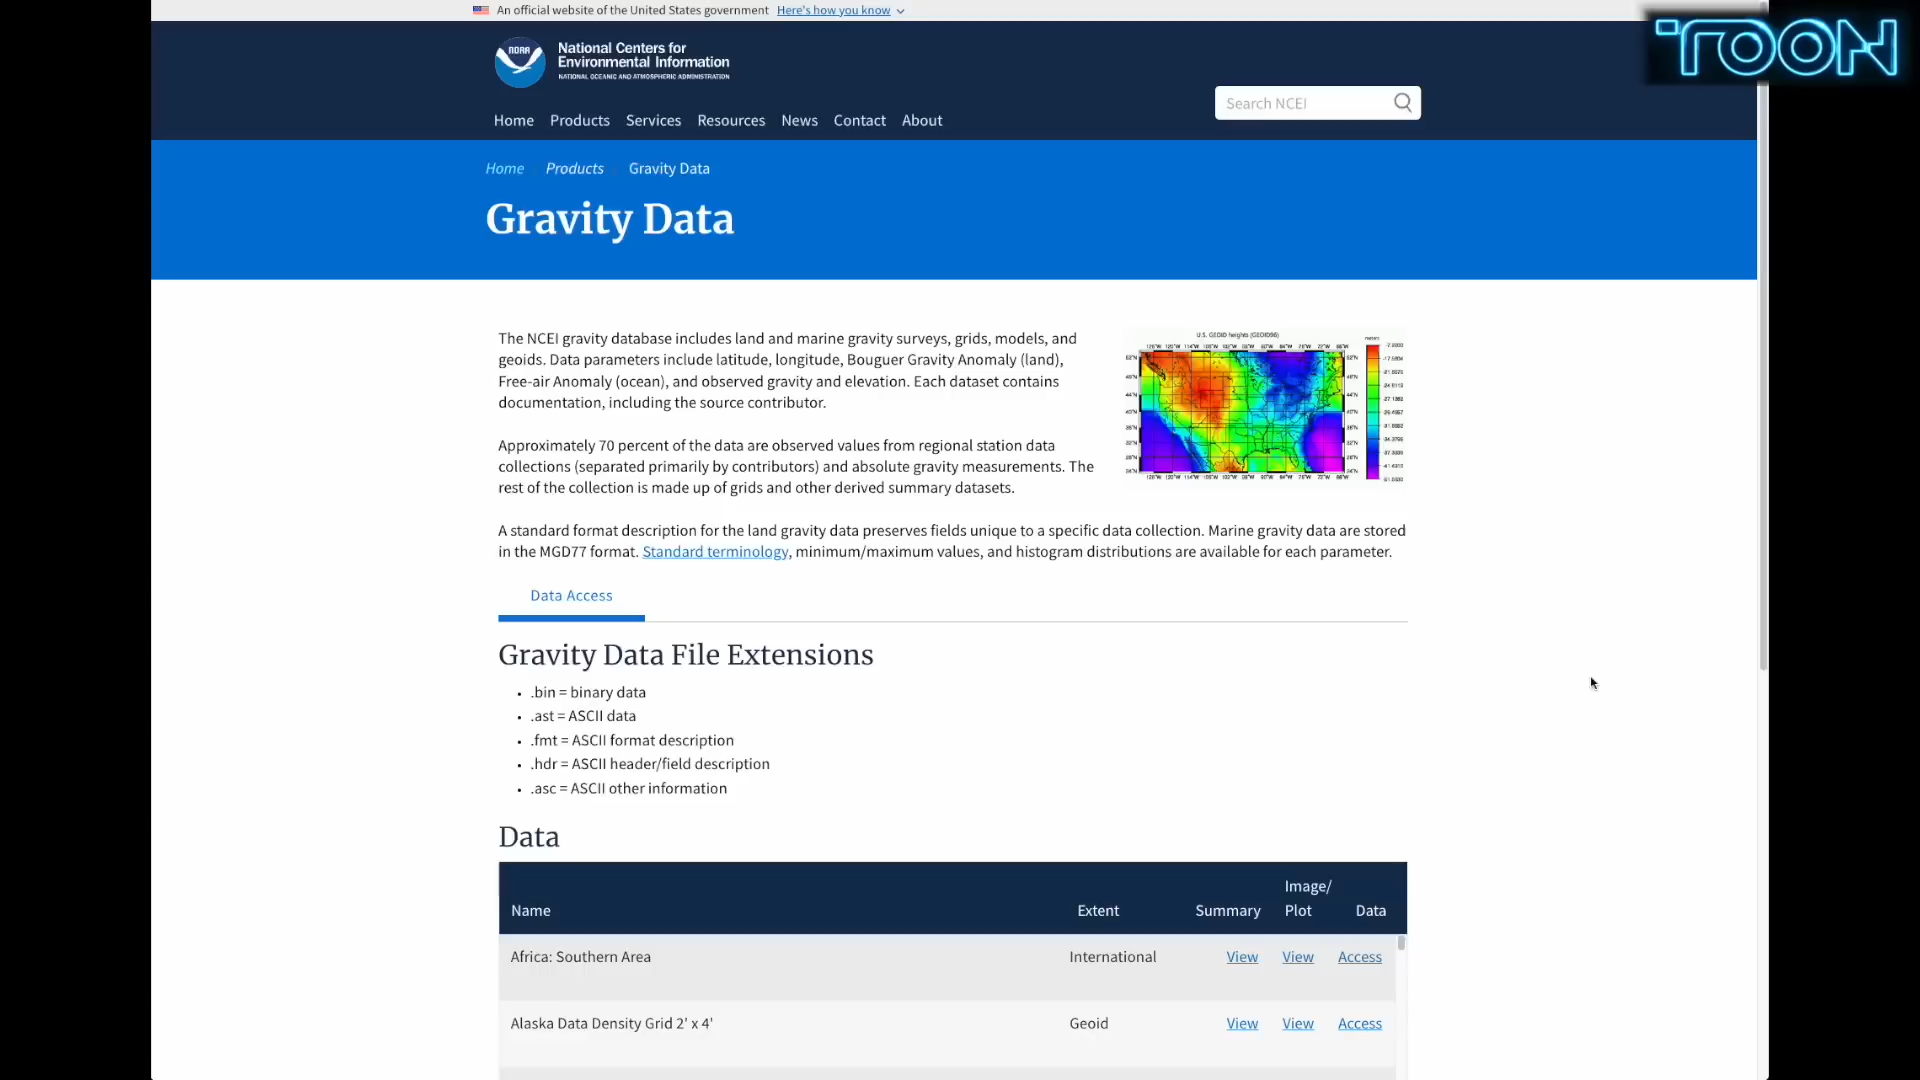 An official website of the United States government Here's how you know
TOON
NOAA
National Centers for
Environmental Information
NATIONAL OCEANIC AND ATMOSPHERIC ADMINISTRATION
Search NCEI
Home Products Services Resources News Contact About
Home Products Gravity Data
Gravity Data
The NCEI gravity database includes land and marine gravity surveys, grids, models, and
geoids. Data parameters include latitude, longitude, Bouguer Gravity Anomaly (land),
Free-air Anomaly (ocean), and observed gravity and elevation. Each dataset contains
documentation, including the source contributor.
U.S. GEOID heights (GEOID96)
meters
Approximately 70 percent of the data are observed values from regional station data
collections (separated primarily by contributors) and absolute gravity measurements. The
rest of the collection is made up of grids and other derived summary datasets.
A standard format description for the land gravity data preserves fields unique to a specific data collection. Marine gravity data are stored
in the MGD77 format. Standard terminology, minimum/maximum values, and histogram distributions are available for each parameter.
Data Access
Gravity Data File Extensions
• .bin = binary data
• .ast = ASCII data
• .fmt = ASCII format description
• .hdr = ASCII header/field description
• .asc = ASCII other information
Data
Name Extent Summary Image/ Plot Data
Africa: Southern Area International View View Access
Alaska Data Density Grid 2' x 4' Geoid View View Access